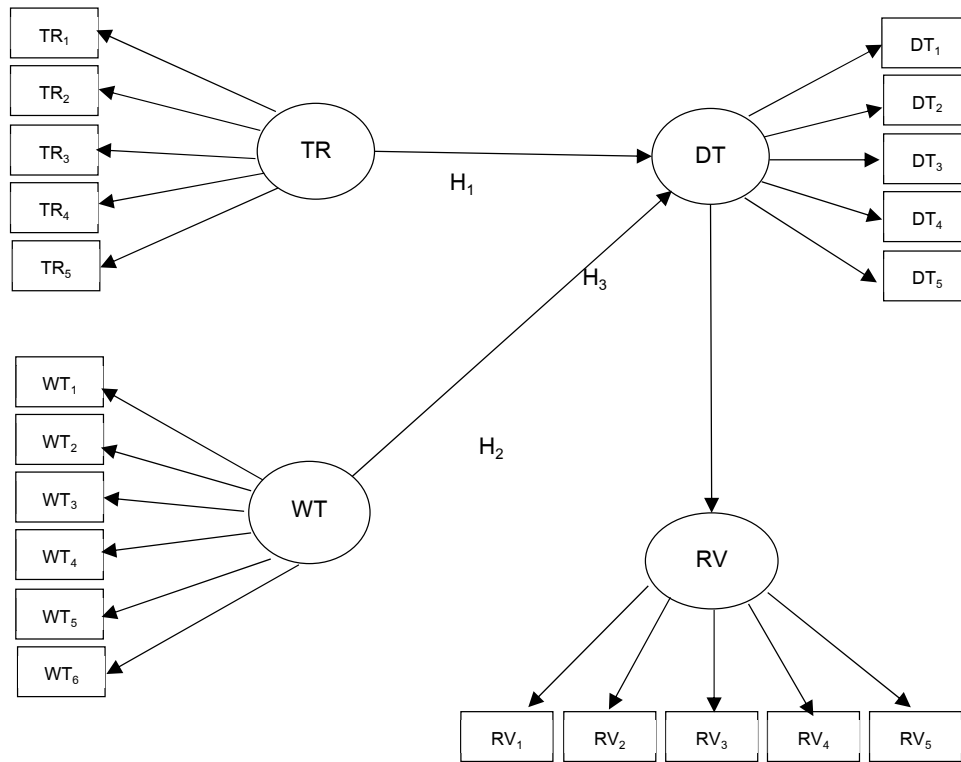 TR₁
TR₂
TR₃
TR₄
TR₅
TR
H₁
DT
DT₁
DT₂
DT₃
DT₄
DT₅
H₃
WT₁
WT₂
WT₃
WT₄
WT₅
WT₆
WT
H₂
RV
RV₁ RV₂ RV₃ RV₄ RV₅